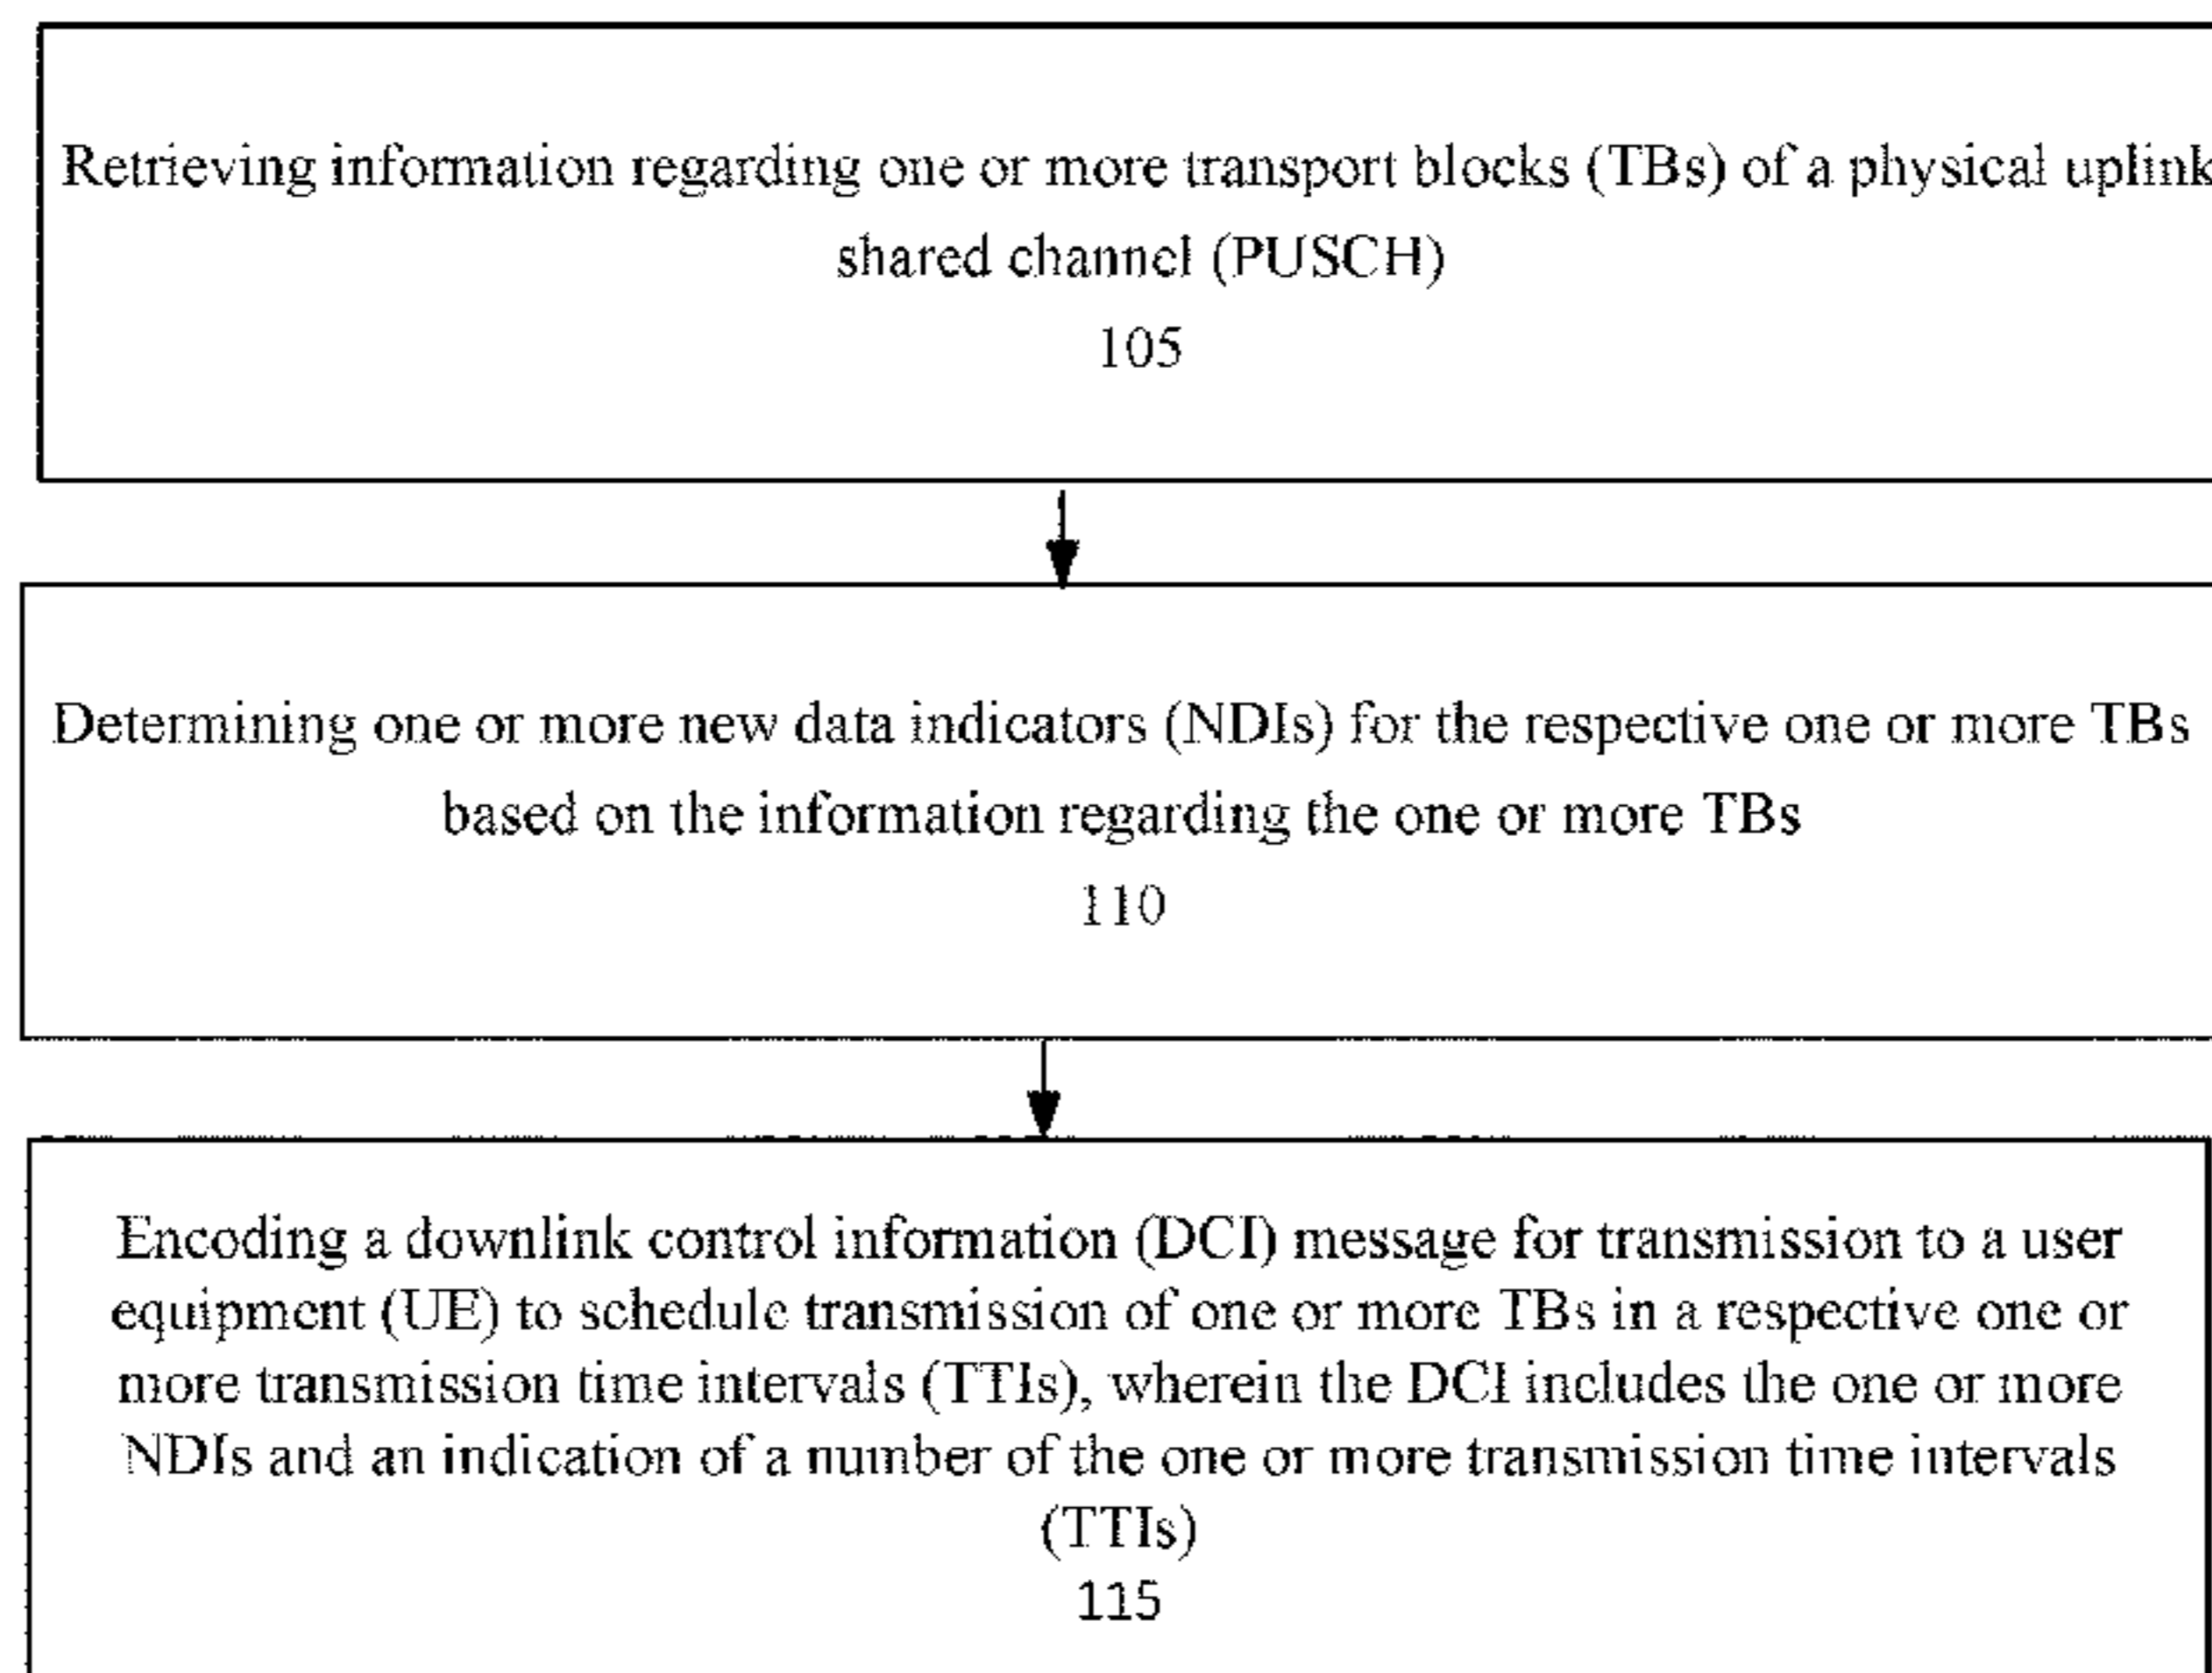 Retrieving information regarding one or more transport blocks (TBs) of a physical uplink
shared channel (PUSCH)
105
Determining one or more new data indicators (NDIs) for the respective one or more TBs
based on the information regarding the one or more TBs
110
Encoding a downlink control information (DCI) message for transmission to a user
equipment (UE) to schedule transmission of one or more TBs in a respective one or
more transmission time intervals (TTIs), wherein the DCI includes the one or more
NDIs and an indication of a number of the one or more transmission time intervals
(TTIs)
115